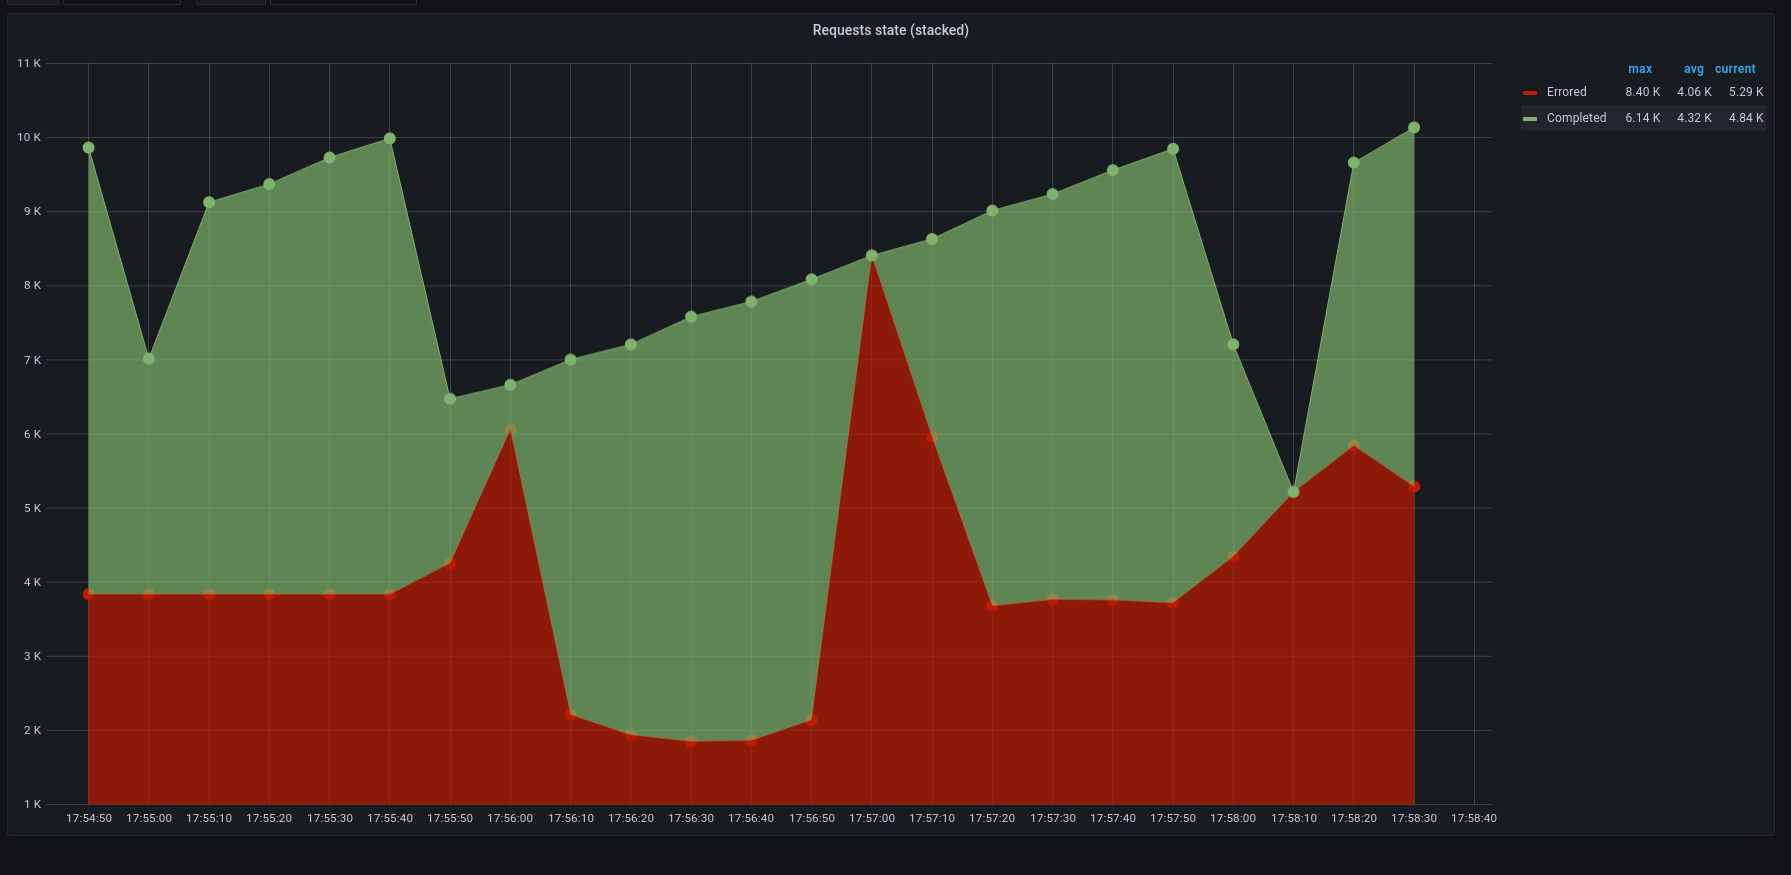 Requests state (stacked)
max avg current
Errored 8.40 K 4.06 K 5.29 K
Completed 6.14 K 4.32 K 4.84 K
11 K
10 K
9 K
8 K
7 K
6 K
5 K
4 K
3 K
2 K
1 K
17:54:50 17:55:00 17:55:10 17:55:20 17:55:30 17:55:40 17:55:50 17:56:00 17:56:10 17:56:20 17:56:30 17:56:40 17:56:50 17:57:00 17:57:10 17:57:20 17:57:30 17:57:40 17:57:50 17:58:00 17:58:10 17:58:20 17:58:30 17:58:40